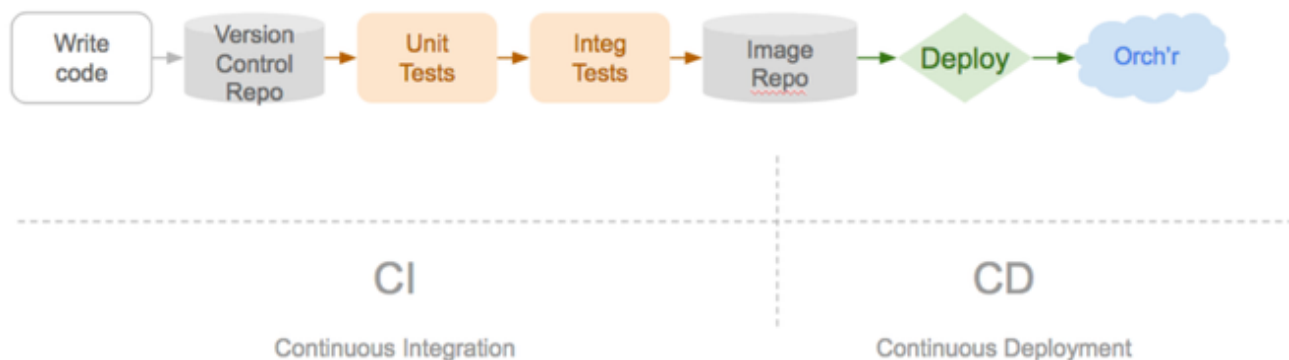 Write
code
Version
Control
Repo
Unit
Tests
Integ
Tests
Image
Repo
Deploy
Orch'r
CI
CD
Continuous Integration
Continuous Deployment